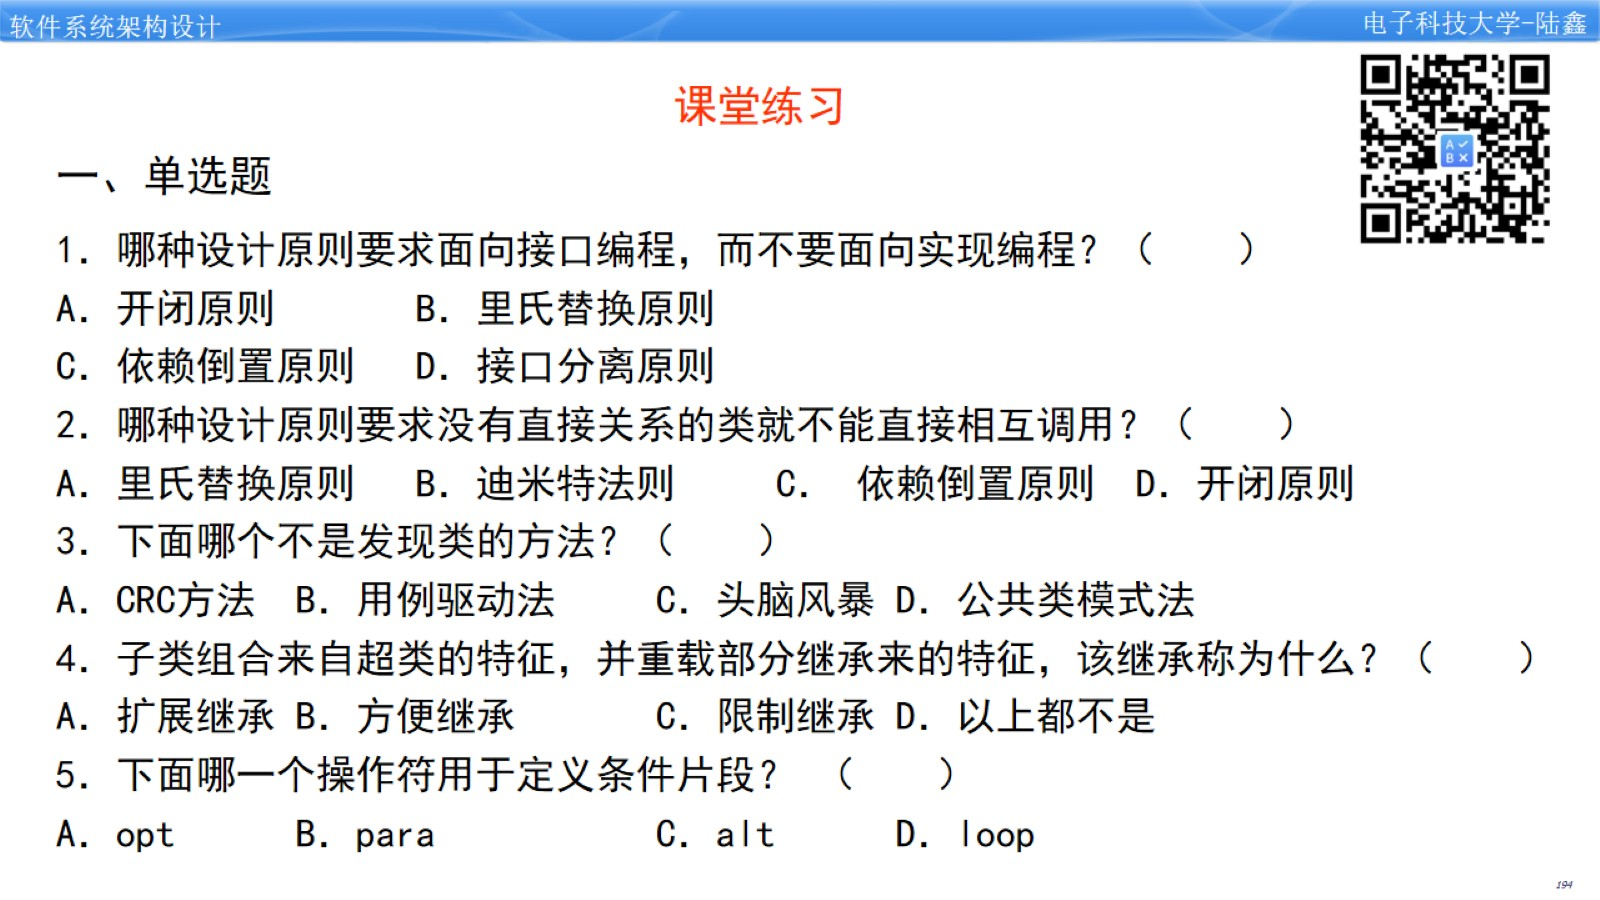 软件系统架构设计
电子科技大学-陆鑫
课堂练习
一、单选题
1. 哪种设计原则要求面向接口编程，而不要面向实现编程？（ ）
A. 开闭原则 B. 里氏替换原则
C. 依赖倒置原则 D. 接口分离原则
2. 哪种设计原则要求没有直接关系的类就不能直接相互调用？（ ）
A. 里氏替换原则 B. 迪米特法则 C. 依赖倒置原则 D. 开闭原则
3. 下面哪个不是发现类的方法？（ ）
A. CRC方法 B. 用例驱动法 C. 头脑风暴 D. 公共类模式法
4. 子类组合来自超类的特征，并重载部分继承来的特征，该继承称为什么？（ ）
A. 扩展继承 B. 方便继承 C. 限制继承 D. 以上都不是
5. 下面哪一个操作符用于定义条件片段？ （ ）
A. opt B. para C. alt D. loop
194